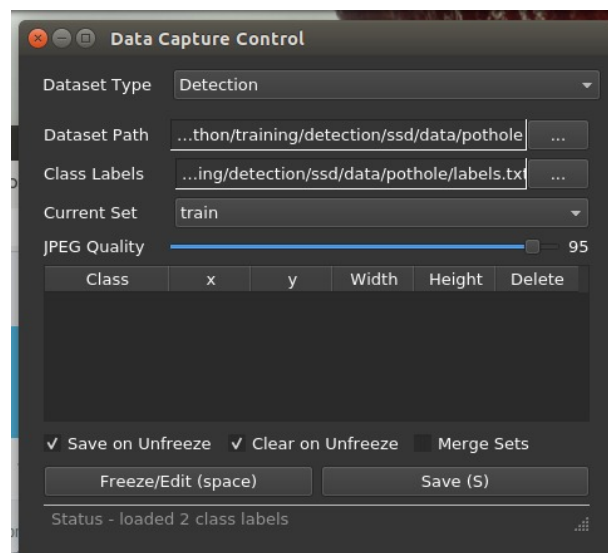 Data Capture Control
Dataset Type Detection
Dataset Path ...thon/training/detection/ssd/data/pothole ...
Class Labels ...ing/detection/ssd/data/pothole/labels.txt ...
Current Set train
JPEG Quality 95
Class x y Width Height Delete
Save on Unfreeze Clear on Unfreeze Merge Sets
Freeze/Edit (space) Save (S)
Status - loaded 2 class labels